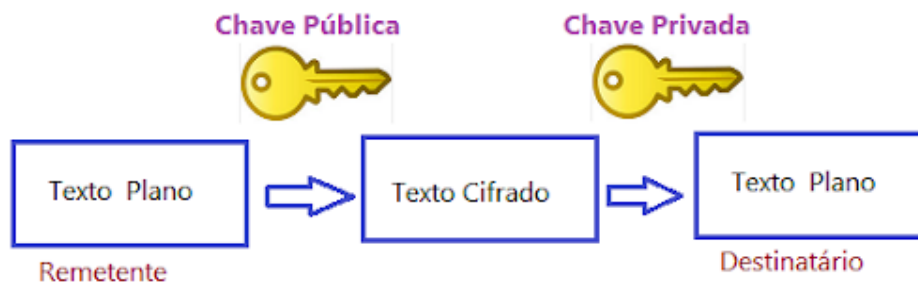 Chave Pública
Chave Privada
Texto Plano
Texto Cifrado
Texto Plano
Remetente
Destinatário